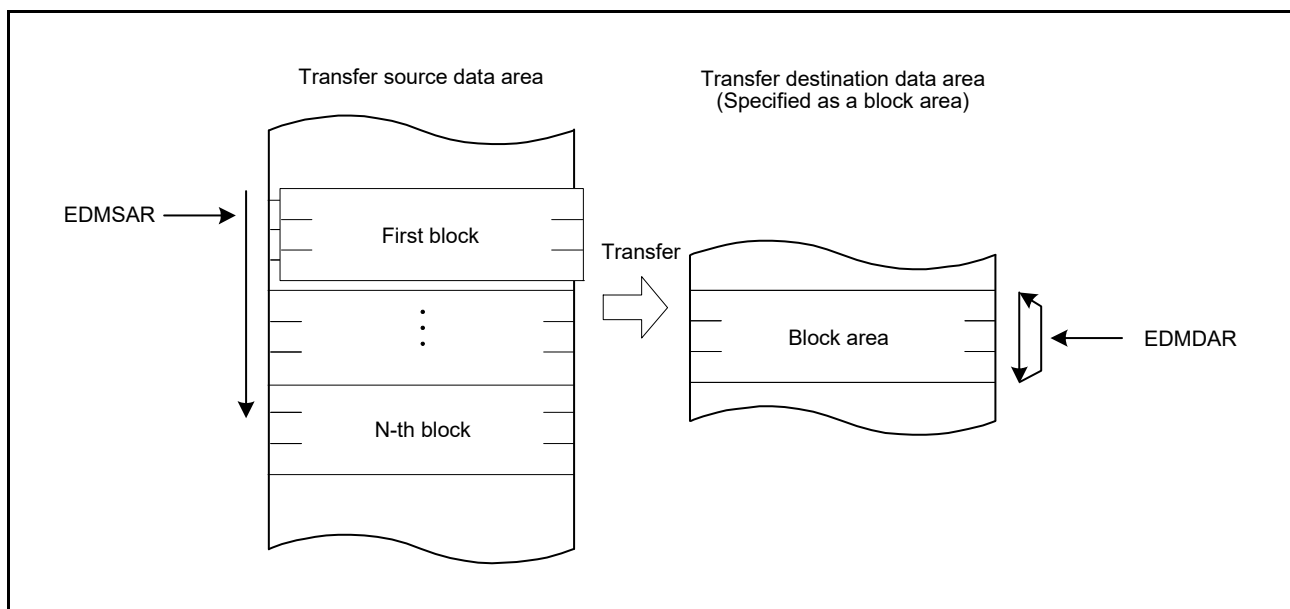 Transfer source data area
Transfer destination data area
(Specified as a block area)
EDMSAR
First block
Transfer
Block area
EDMDAR
N-th block